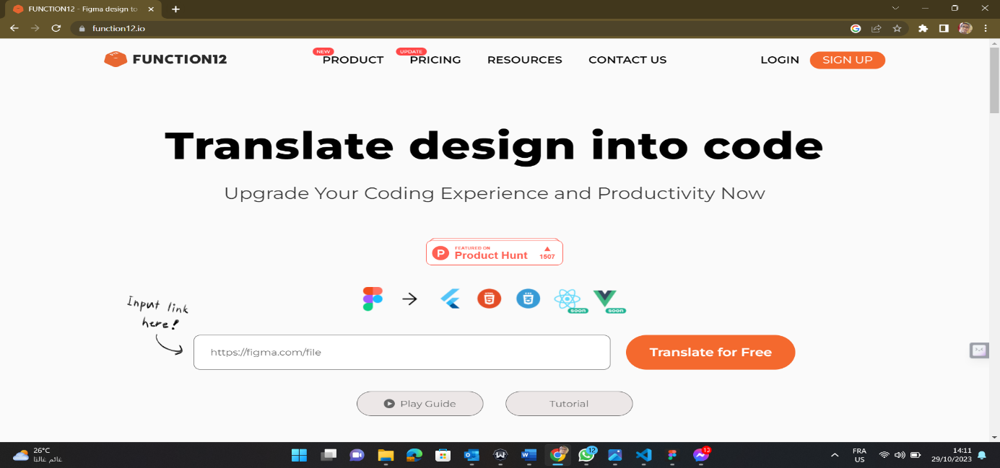 FUNCTION12 - Figma design to
function12.io
FUNCTION12
NEW
PRODUCT
UPDATE
PRICING
RESOURCES
CONTACT US
LOGIN
SIGN UP
Translate design into code
Upgrade Your Coding Experience and Productivity Now
P
FEATURED ON
Product Hunt
1507
soon
soon
Input link
here!
https://figma.com/file
Translate for Free
Play Guide
Tutorial
26°C
غائم غالبًا
12
13
FRA
US
14:11
29/10/2023